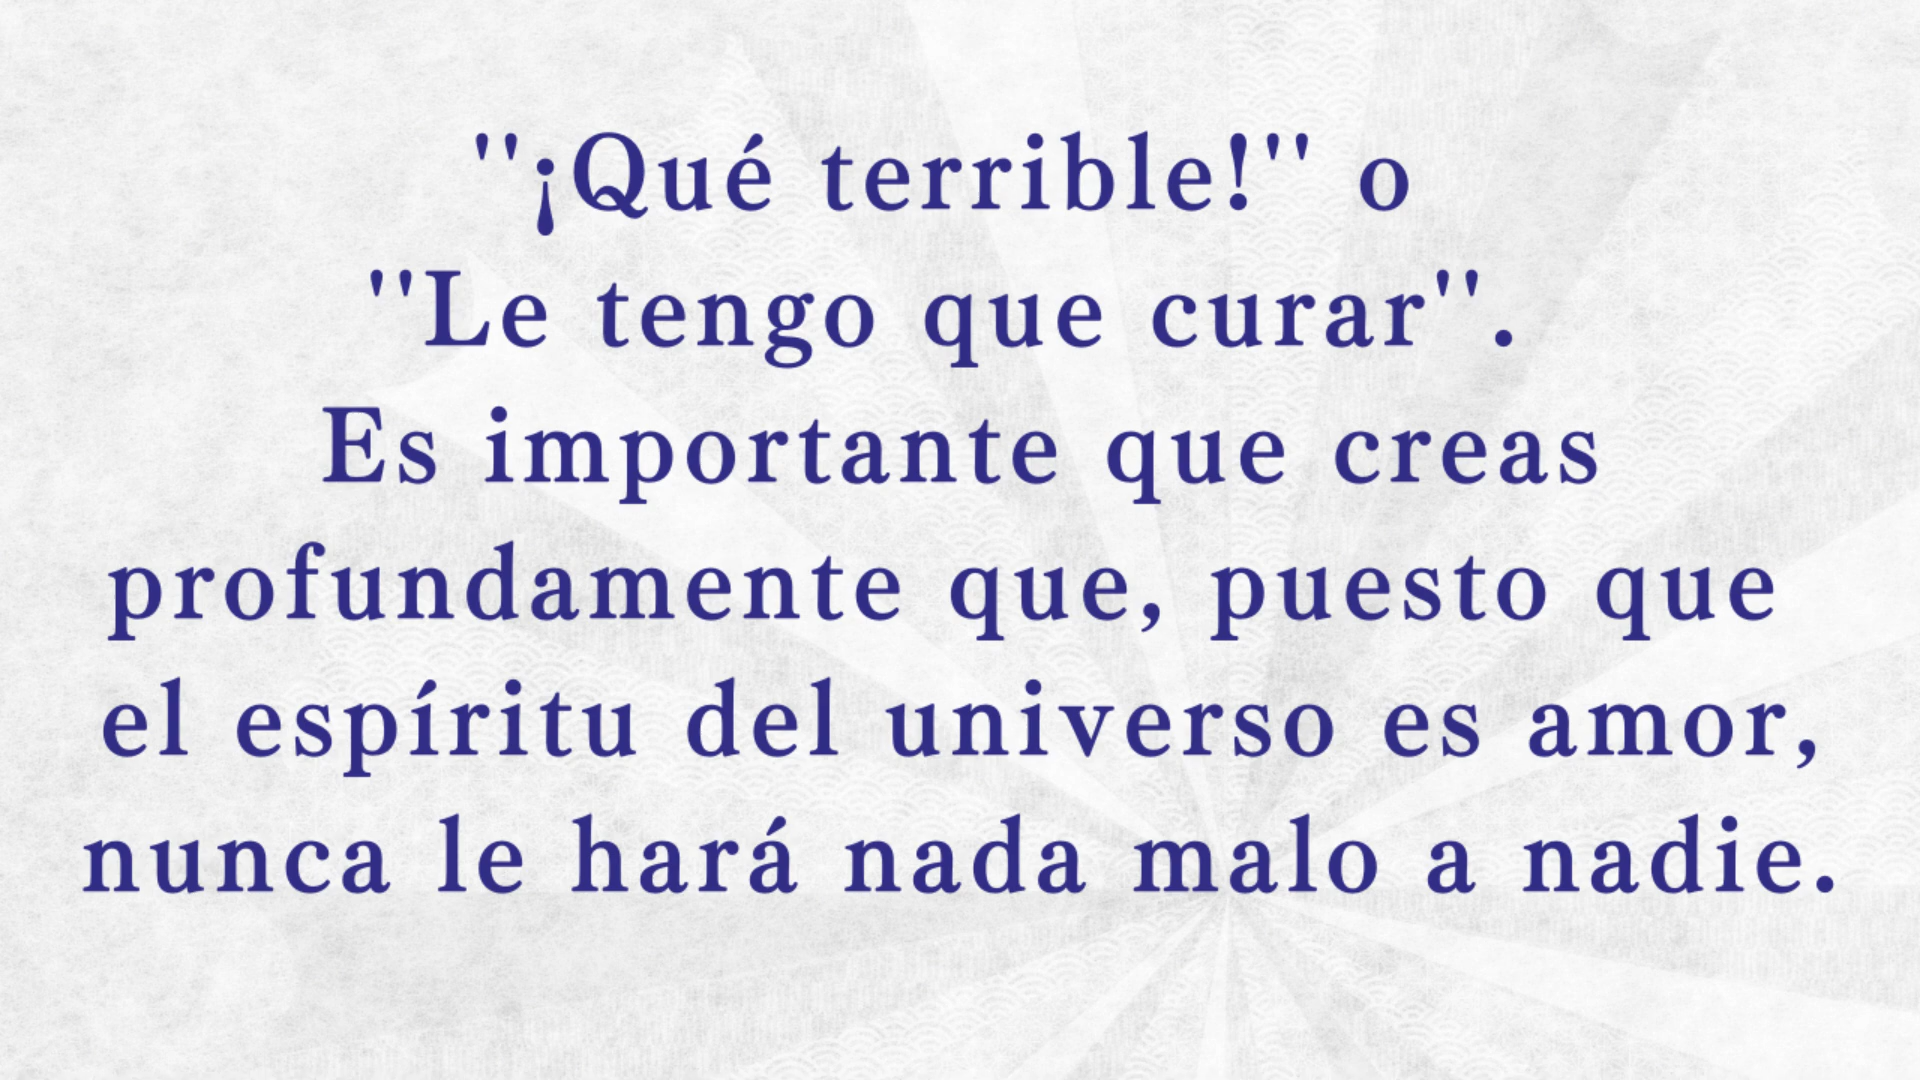 ''¡Qué terrible!'' o
''Le tengo que curar''.
Es importante que creas
profundamente que, puesto que
el espíritu del universo es amor,
nunca le hará nada malo a nadie.